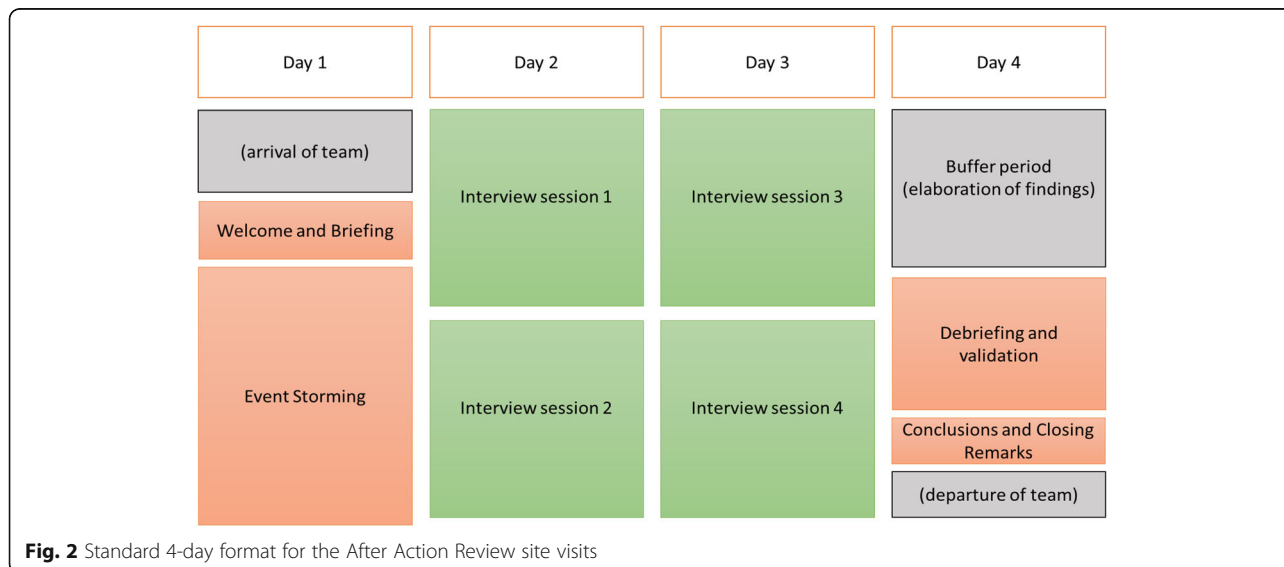 Day 1
Day 2
Day 3
Day 4
(arrival of team)
Welcome and Briefing
Event Storming
Interview session 1
Interview session 2
Interview session 3
Interview session 4
Buffer period
(elaboration of findings)
Debriefing and
validation
Conclusions and Closing
Remarks
(departure of team)
Fig. 2 Standard 4-day format for the After Action Review site visits